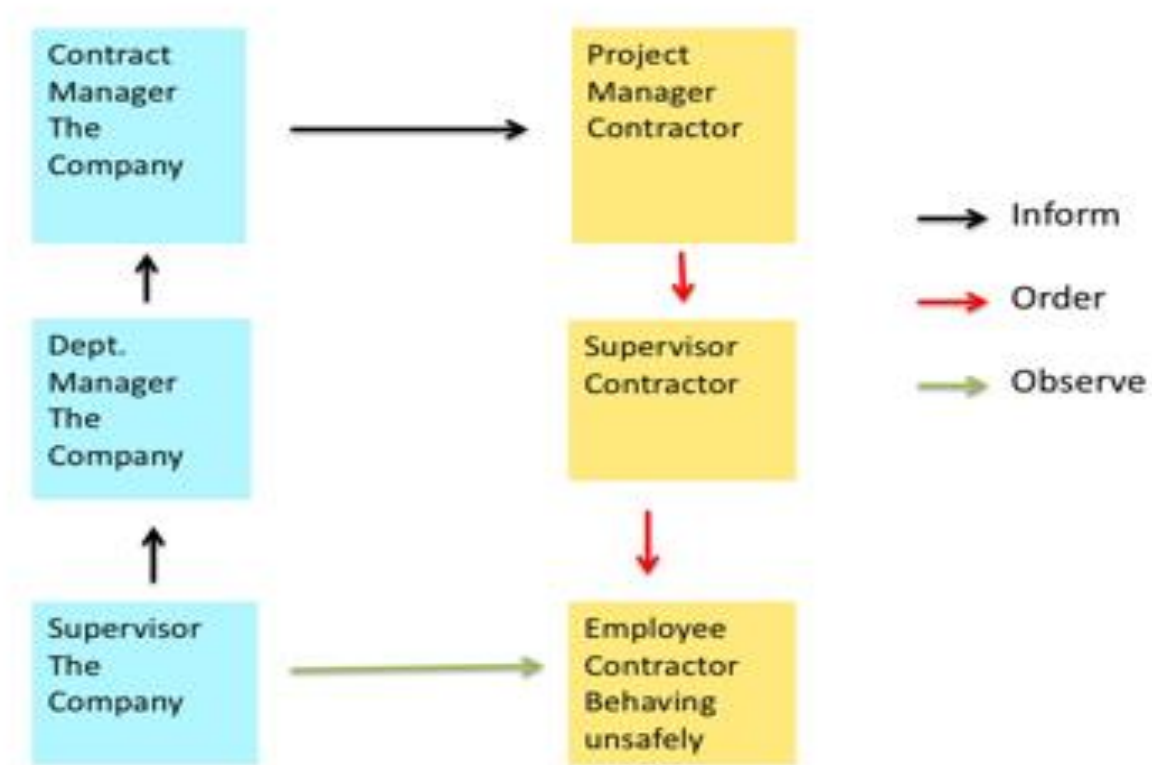 Contract
Manager
The
Company
Project
Manager
Contractor
Inform
Order
Observe
Dept.
Manager
The
Company
Supervisor
Contractor
Supervisor
The
Company
Employee
Contractor
Behaving
unsafely